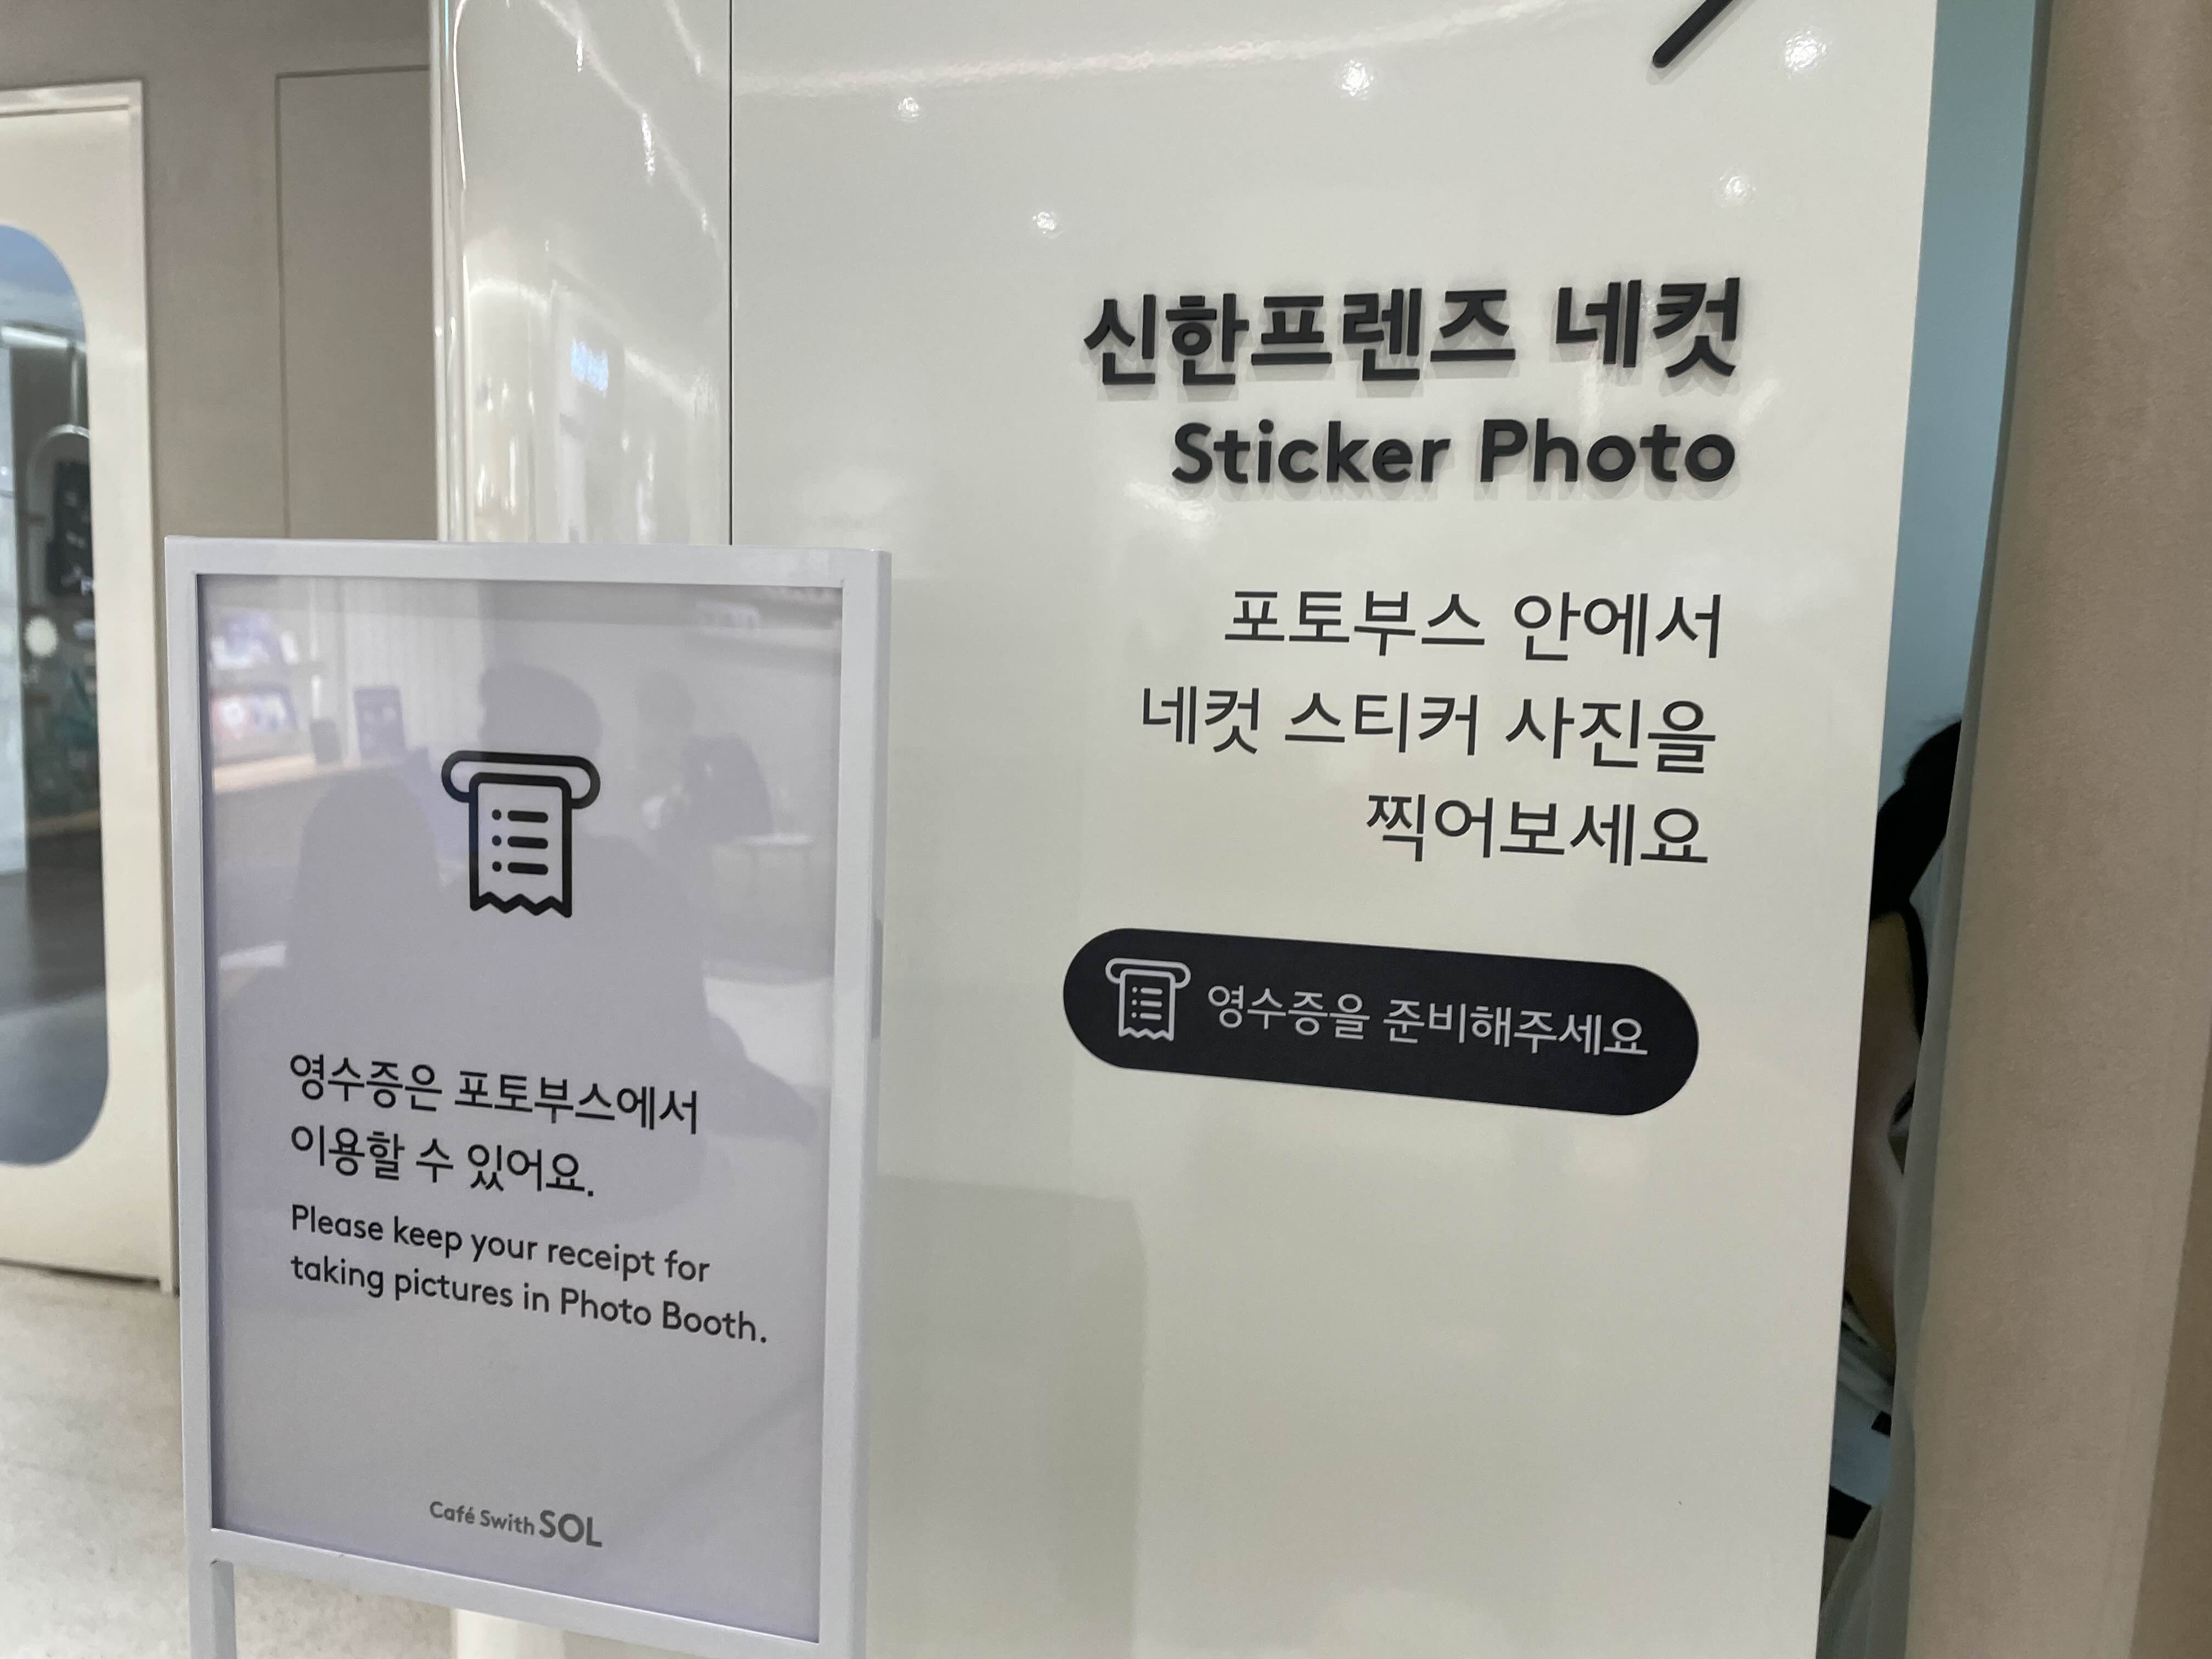 신한프렌즈 네컷
Sticker Photo
포토부스 안에서
네컷 스티커 사진을
찍어보세요
영수증을 준비해주세요
영수증은 포토부스에서
이용할 수 있어요.
Please keep your receipt for
taking pictures in Photo Booth.
Café Swith SOL